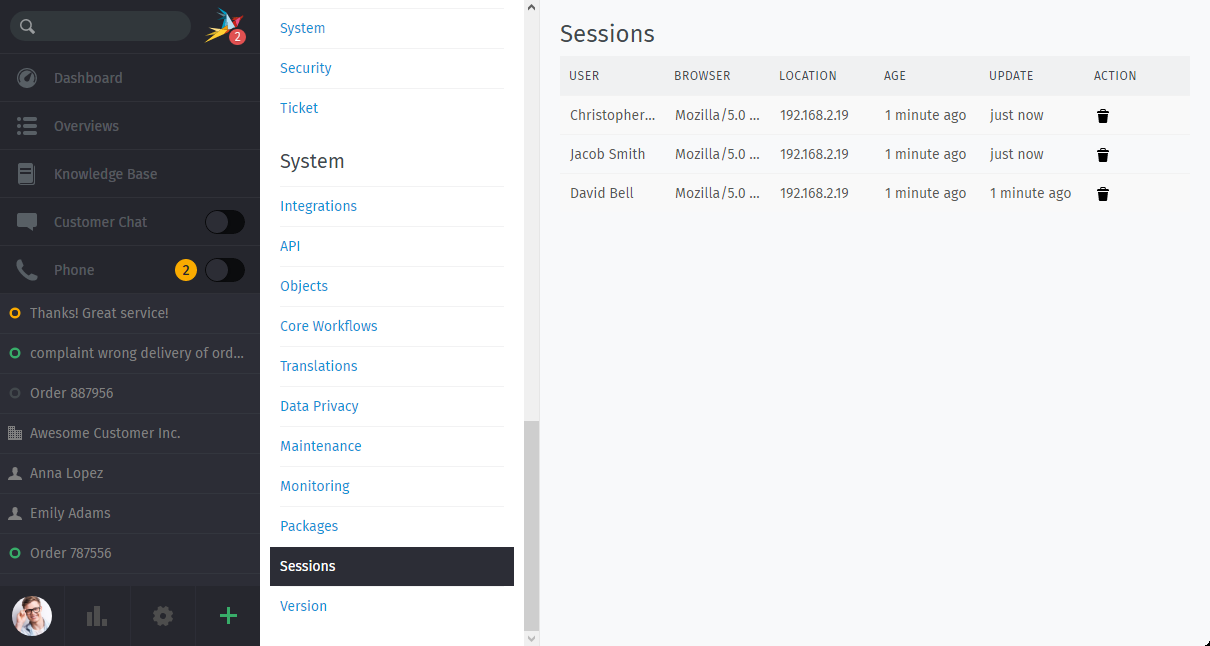 2
Dashboard
Overviews
Knowledge Base
Customer Chat
Phone 2
Thanks! Great service!
complaint wrong delivery of ord...
Order 887956
Awesome Customer Inc.
Anna Lopez
Emily Adams
Order 787556
System
Security
Ticket
System
Integrations
API
Objects
Core Workflows
Translations
Data Privacy
Maintenance
Monitoring
Packages
Sessions
Version
Sessions
USER BROWSER LOCATION AGE UPDATE ACTION
Christopher... Mozilla/5.0 ... 192.168.2.19 1 minute ago just now
Jacob Smith Mozilla/5.0 ... 192.168.2.19 1 minute ago just now
David Bell Mozilla/5.0 ... 192.168.2.19 1 minute ago 1 minute ago